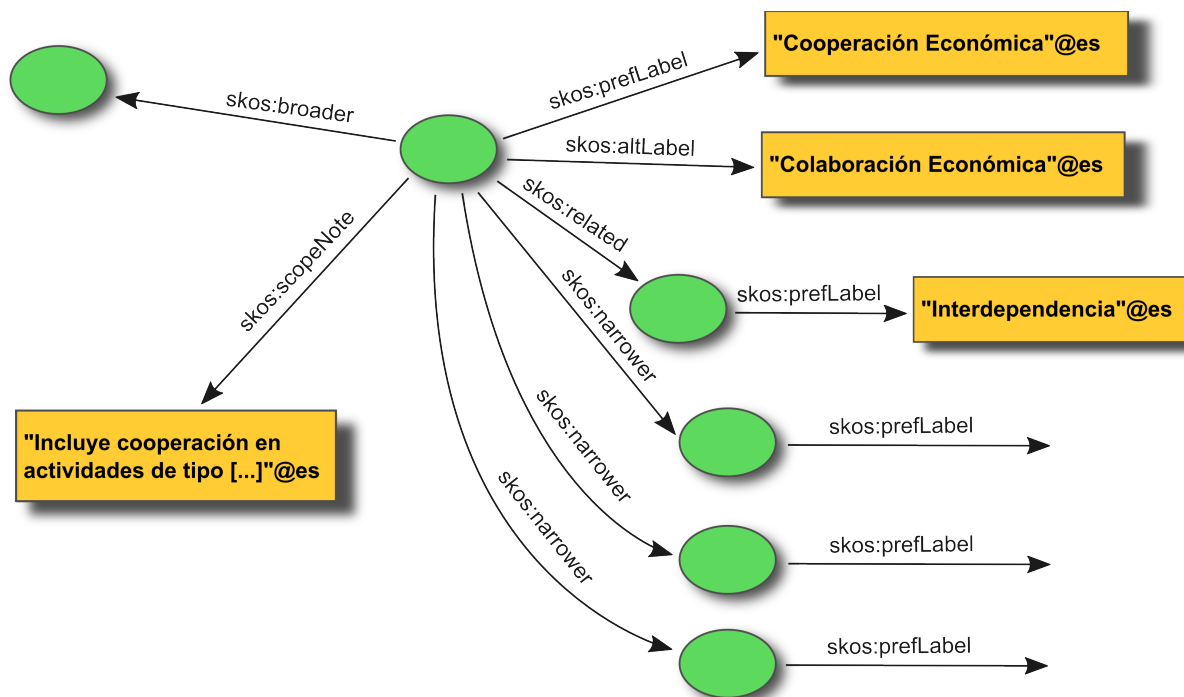 "Cooperación Económica"@es
skos:prefLabel
skos:broader
skos:altLabel
"Colaboración Económica"@es
skos:related
skos:scopeNote
skos:prefLabel
"Interdependencia"@es
skos:narrower
"Incluye cooperación en
actividades de tipo [...]"@es
skos:prefLabel
skos:narrower
skos:prefLabel
skos:narrower
skos:prefLabel